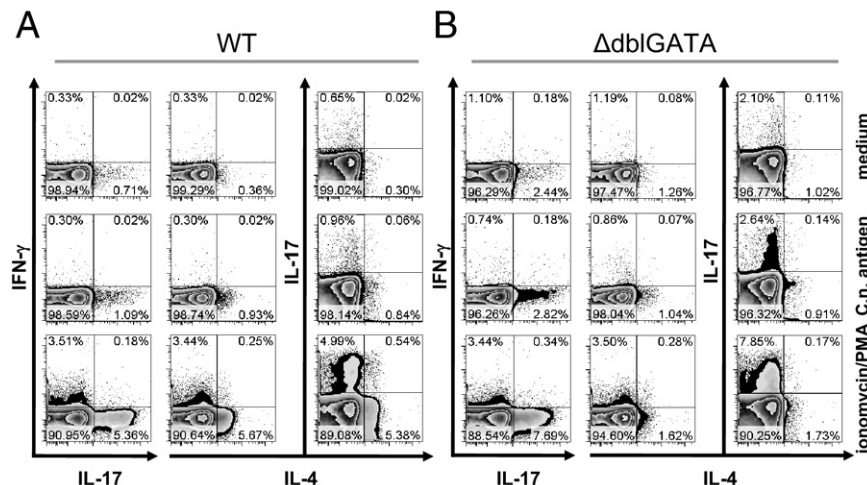 A
WT
B
ΔdblGATA
0.33% 0.02%
98.94% 0.71%
0.33% 0.02%
99.29% 0.36%
0.65% 0.02%
99.02% 0.30%
1.10% 0.18%
96.29% 2.44%
1.19% 0.08%
97.47% 1.26%
2.10% 0.11%
96.77% 1.02%
medium
0.30% 0.02%
98.59% 1.09%
0.30% 0.02%
98.74% 0.93%
0.96% 0.06%
98.14% 0.84%
0.74% 0.18%
96.26% 2.82%
0.86% 0.07%
98.04% 1.04%
2.64% 0.14%
96.32% 0.91%
C.n. antigen
3.51% 0.18%
90.95% 5.36%
3.44% 0.25%
90.64% 5.67%
4.99% 0.54%
89.08% 5.38%
3.44% 0.34%
88.54% 7.69%
3.50% 0.28%
94.60% 1.62%
7.85% 0.17%
90.25% 1.73%
ionomycin/PMA
IFN-γ
IL-17
IFN-γ
IL-17
IL-17
IL-4
IL-17
IL-4